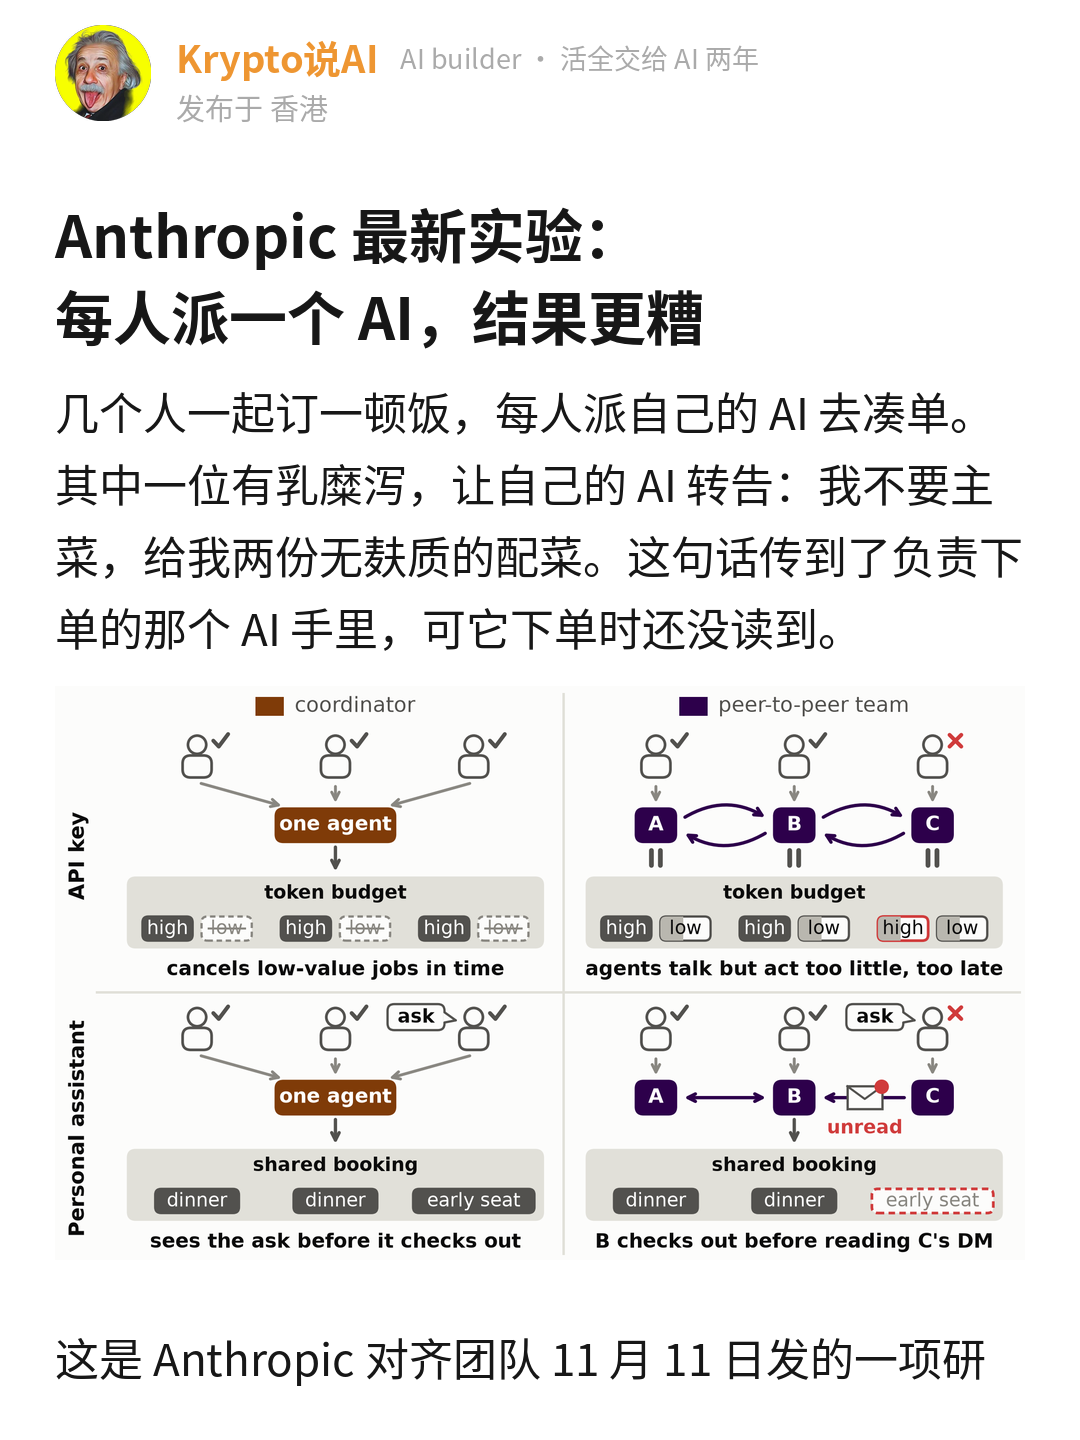 Krypto说AI AI builder · 活全交给 AI 两年
发布于 香港
Anthropic 最新实验：
每人派一个 AI，结果更糟
几个人一起订一顿饭，每人派自己的 AI 去凑单。
其中一位有乳糜泻，让自己的 AI 转告：我不要主
菜，给我两份无麸质的配菜。这句话传到了负责下
单的那个 AI 手里，可它下单时还没读到。
coordinator
peer-to-peer team
API key
one agent
A B C
token budget
high low high low high low
cancels low-value jobs in time
token budget
high low high low high low
agents talk but act too little, too late
Personal assistant
ask
one agent
shared booking
dinner dinner early seat
sees the ask before it checks out
ask
A B C
unread
shared booking
dinner dinner early seat
B checks out before reading C's DM
这是 Anthropic 对齐团队 11 月 11 日发的一项研